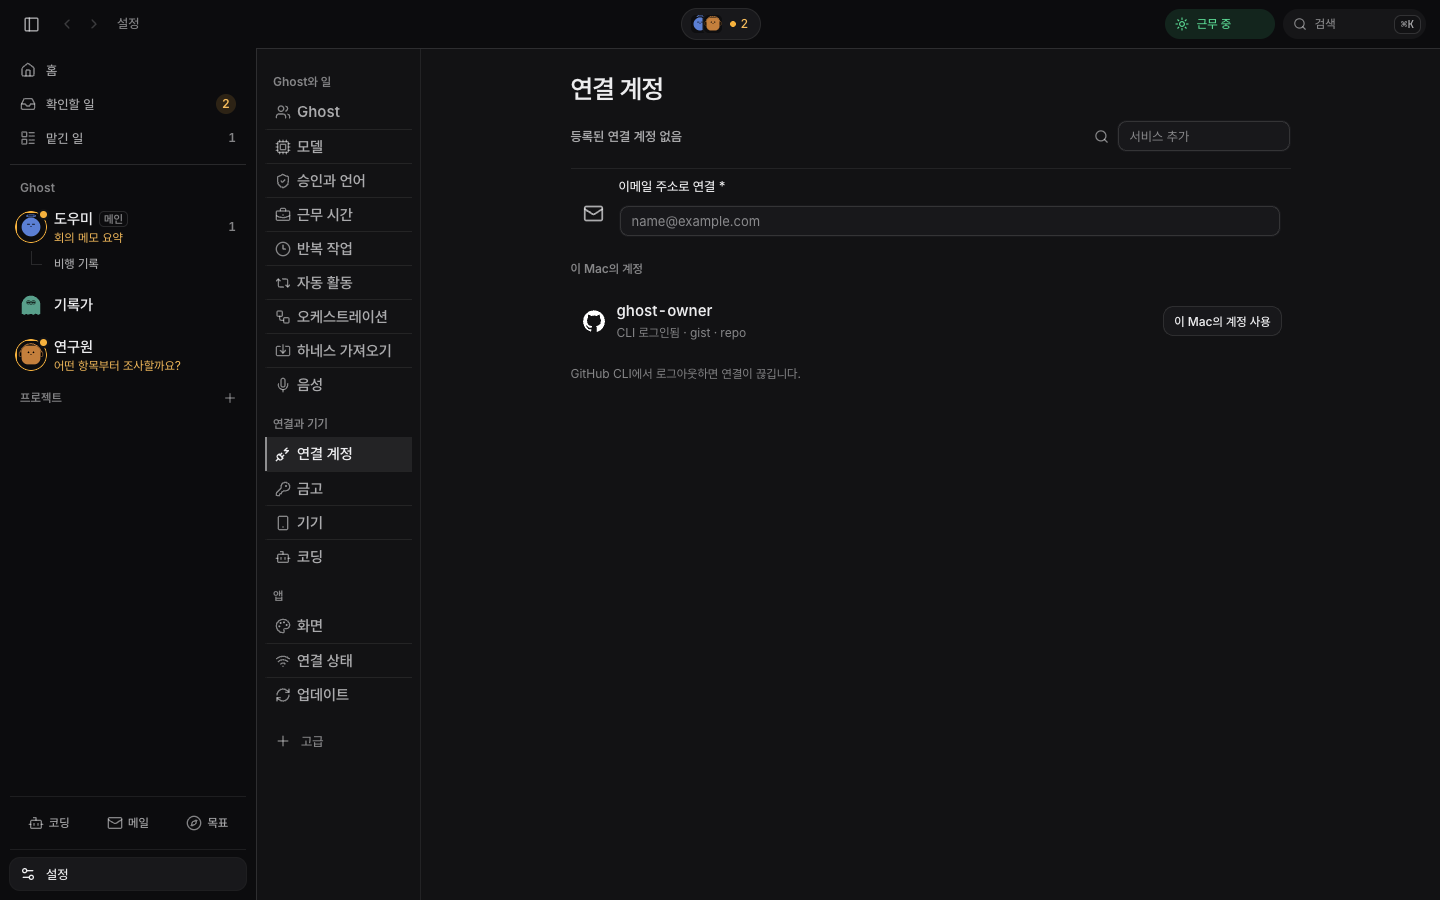 설정
2
근무 중
검색
⌘K
홈
확인할 일
2
맡긴 일
1
Ghost
도우미
메인
회의 메모 요약
1
비행 기록
기록가
연구원
어떤 항목부터 조사할까요?
프로젝트
코딩
메일
목표
설정
Ghost와 일
Ghost
모델
승인과 언어
근무 시간
반복 작업
자동 활동
오케스트레이션
하네스 가져오기
음성
연결과 기기
연결 계정
금고
기기
코딩
앱
화면
연결 상태
업데이트
고급
연결 계정
등록된 연결 계정 없음
서비스 추가
이메일 주소로 연결 *
name@example.com
이 Mac의 계정
ghost-owner
CLI 로그인됨 · gist · repo
이 Mac의 계정 사용
GitHub CLI에서 로그아웃하면 연결이 끊깁니다.